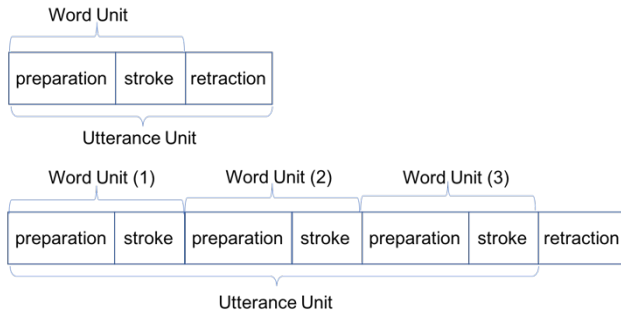 Word Unit
preparation stroke retraction
Utterance Unit
Word Unit (1) Word Unit (2) Word Unit (3)
preparation stroke preparation stroke preparation stroke retraction
Utterance Unit